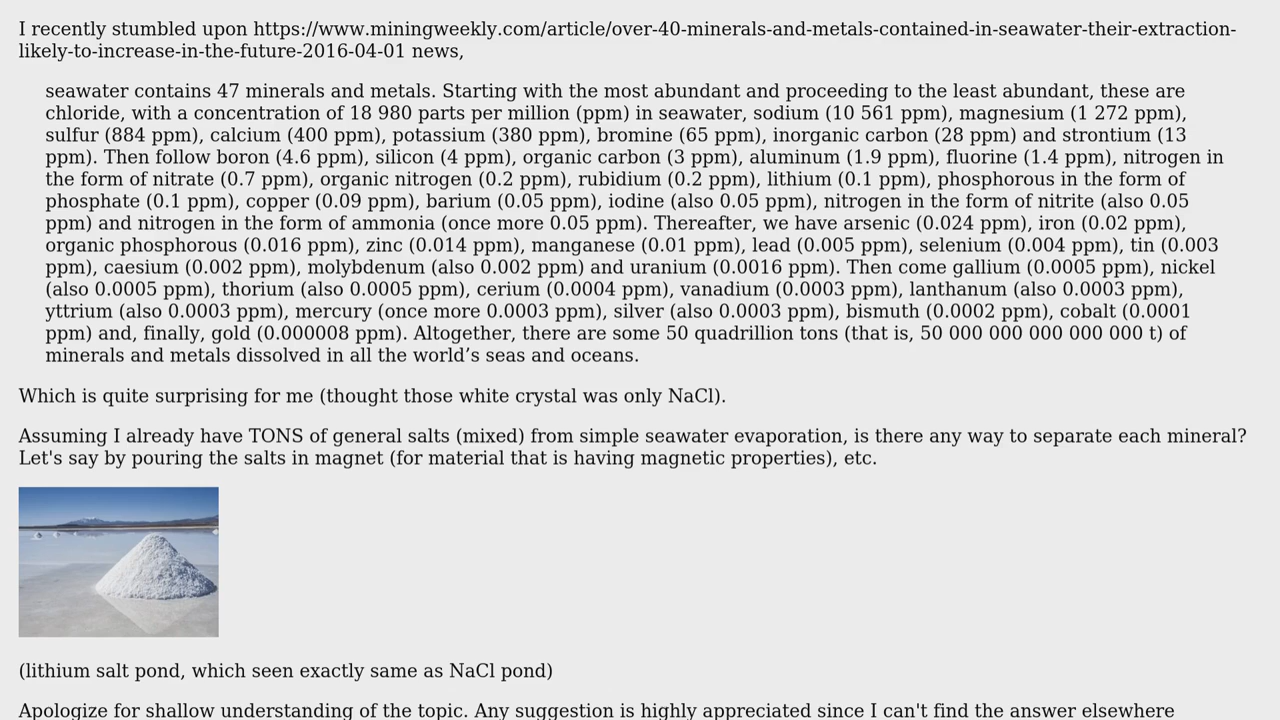 I recently stumbled upon https://www.miningweekly.com/article/over-40-minerals-and-metals-contained-in-seawater-their-extraction-
likely-to-increase-in-the-future-2016-04-01 news,
seawater contains 47 minerals and metals. Starting with the most abundant and proceeding to the least abundant, these are
chloride, with a concentration of 18 980 parts per million (ppm) in seawater, sodium (10 561 ppm), magnesium (1 272 ppm),
sulfur (884 ppm), calcium (400 ppm), potassium (380 ppm), bromine (65 ppm), inorganic carbon (28 ppm) and strontium (13
ppm). Then follow boron (4.6 ppm), silicon (4 ppm), organic carbon (3 ppm), aluminum (1.9 ppm), fluorine (1.4 ppm), nitrogen in
the form of nitrate (0.7 ppm), organic nitrogen (0.2 ppm), rubidium (0.2 ppm), lithium (0.1 ppm), phosphorous in the form of
phosphate (0.1 ppm), copper (0.09 ppm), barium (0.05 ppm), iodine (also 0.05 ppm), nitrogen in the form of nitrite (also 0.05
ppm) and nitrogen in the form of ammonia (once more 0.05 ppm). Thereafter, we have arsenic (0.024 ppm), iron (0.02 ppm),
organic phosphorous (0.016 ppm), zinc (0.014 ppm), manganese (0.01 ppm), lead (0.005 ppm), selenium (0.004 ppm), tin (0.003
ppm), caesium (0.002 ppm), molybdenum (also 0.002 ppm) and uranium (0.0016 ppm). Then come gallium (0.0005 ppm), nickel
(also 0.0005 ppm), thorium (also 0.0005 ppm), cerium (0.0004 ppm), vanadium (0.0003 ppm), lanthanum (also 0.0003 ppm),
yttrium (also 0.0003 ppm), mercury (once more 0.0003 ppm), silver (also 0.0003 ppm), bismuth (0.0002 ppm), cobalt (0.0001
ppm) and, finally, gold (0.000008 ppm). Altogether, there are some 50 quadrillion tons (that is, 50 000 000 000 000 000 t) of
minerals and metals dissolved in all the world’s seas and oceans.
Which is quite surprising for me (thought those white crystal was only NaCl).
Assuming I already have TONS of general salts (mixed) from simple seawater evaporation, is there any way to separate each mineral?
Let's say by pouring the salts in magnet (for material that is having magnetic properties), etc.
(lithium salt pond, which seen exactly same as NaCl pond)
Apologize for shallow understanding of the topic. Any suggestion is highly appreciated since I can't find the answer elsewhere